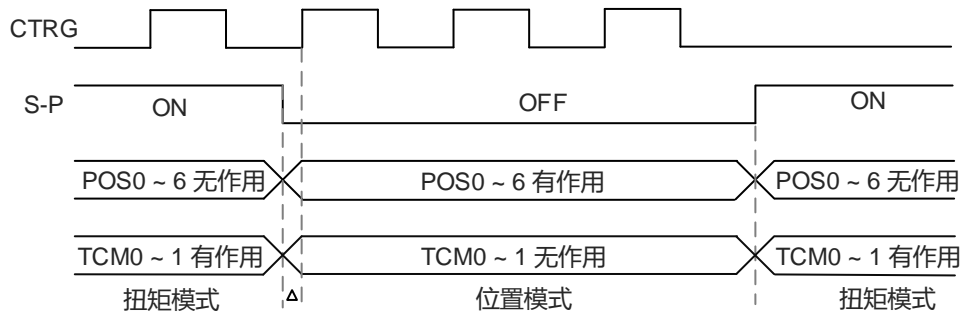 CTRG
S-P ON OFF ON
POS0 ~ 6 无作用 POS0 ~ 6 有作用 POS0 ~ 6 无作用
TCM0 ~ 1 有作用 TCM0 ~ 1 无作用 TCM0 ~ 1 有作用
扭矩模式 Δ 位置模式 扭矩模式